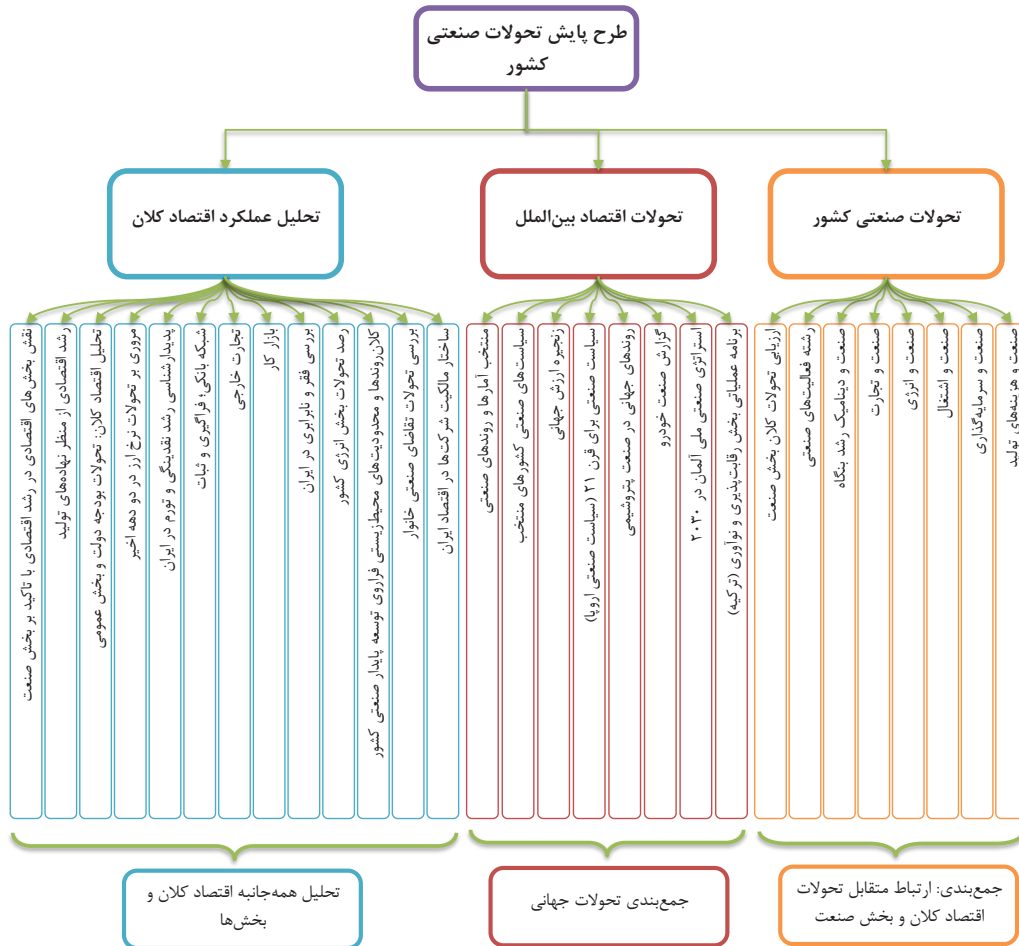 طرح پایش تحولات صنعتی
کشور
تحولات صنعتی کشور
تحولات اقتصاد بین‌الملل
تحلیل عملکرد اقتصاد کلان
صنعت و هزینه‌های تولید
صنعت و سرمایه‌گذاری
صنعت و اشتغال
صنعت و انرژی
صنعت و تجارت
صنعت و دینامیک رشد بنگاه
رشته فعالیت‌های صنعتی
ارزیابی تحولات کلان بخش صنعت
برنامه عملیاتی بخش رقابت‌پذیری و نوآوری (ترکیه)
استراتژی صنعتی ملی آلمان در ۲۰۳۰
گزارش صنعت خودرو
روندهای جهانی در صنعت پتروشیمی
سیاست صنعتی برای قرن ۲۱ (سیاست صنعتی اروپا)
زنجیره ارزش جهانی
سیاست‌های صنعتی کشورهای منتخب
منتخب آمارها و روندهای صنعتی
ساختار مالکیت شرکت‌ها در اقتصاد ایران
بررسی تحولات تقاضای صنعتی خانوار
کلان‌روندها و محدودیت‌های محیط‌زیستی فراروی توسعه پایدار صنعتی کشور
رصد تحولات بخش انرژی کشور
بررسی فقر و نابرابری در ایران
بازار کار
تجارت خارجی
شبکه بانکی؛ فراگیری و ثبات
پدیدارشناسی رشد نقدینگی و تورم در ایران
مروری بر تحولات نرخ ارز در دو دهه اخیر
تحلیل اقتصاد کلان: تحولات بودجه دولت و بخش عمومی
رشد اقتصادی از منظر نهاده‌های تولید
نقش بخش‌های اقتصادی در رشد اقتصادی با تاکید بر بخش صنعت
جمع‌بندی: ارتباط متقابل تحولات
اقتصاد کلان و بخش صنعت
جمع‌بندی تحولات جهانی
تحلیل همه‌جانبه اقتصاد کلان و
بخش‌ها